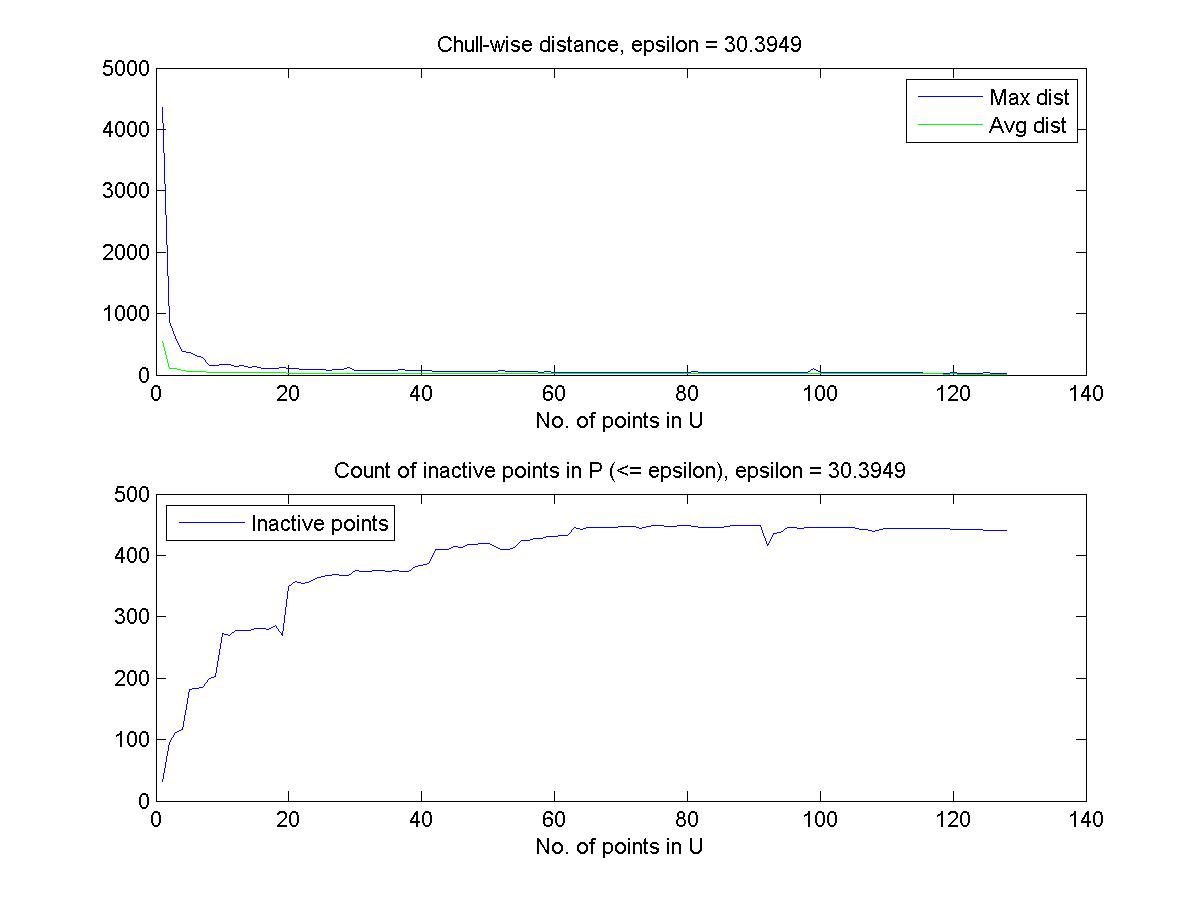 Chull-wise distance, epsilon = 30.3949
5000
4000
3000
2000
1000
0
Max dist
Avg dist
0 20 40 60 80 100 120 140
No. of points in U
Count of inactive points in P (<= epsilon), epsilon = 30.3949
500
400
300
200
100
0
Inactive points
0 20 40 60 80 100 120 140
No. of points in U